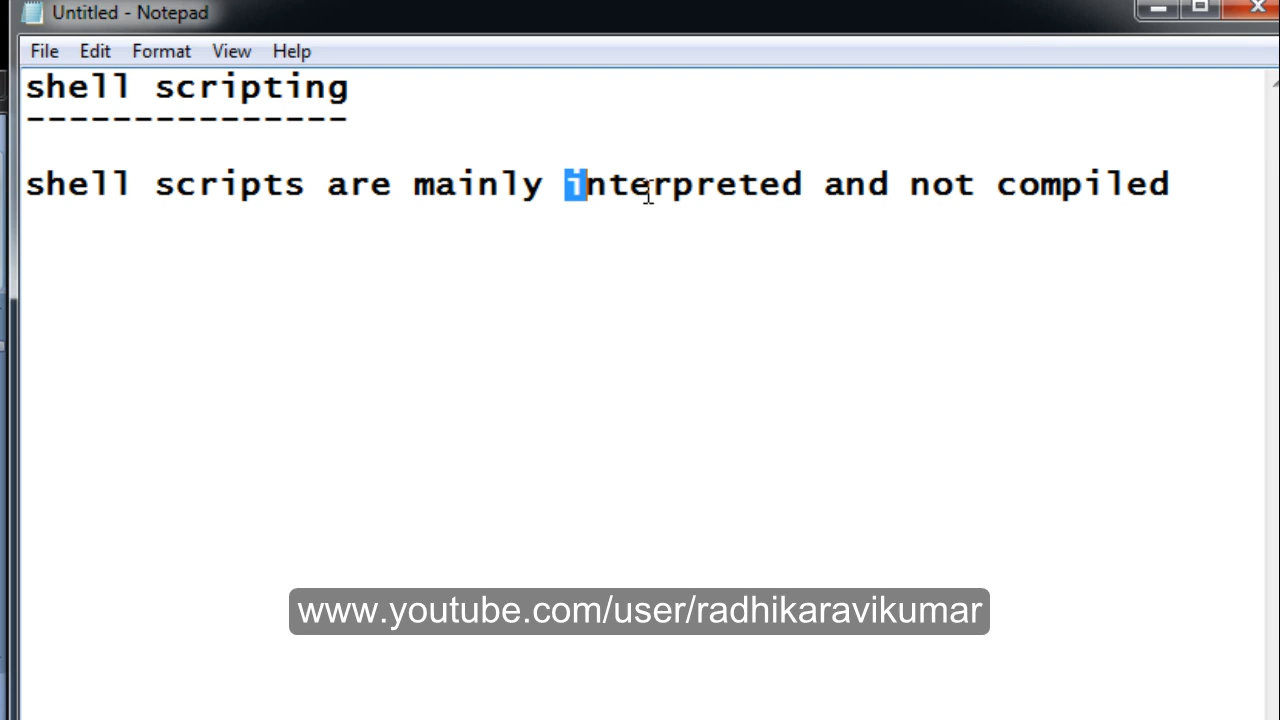 Untitled - Notepad
File Edit Format View Help
shell scripting
---------------
shell scripts are mainly interpreted and not compiled
www.youtube.com/user/radhikaravikumar